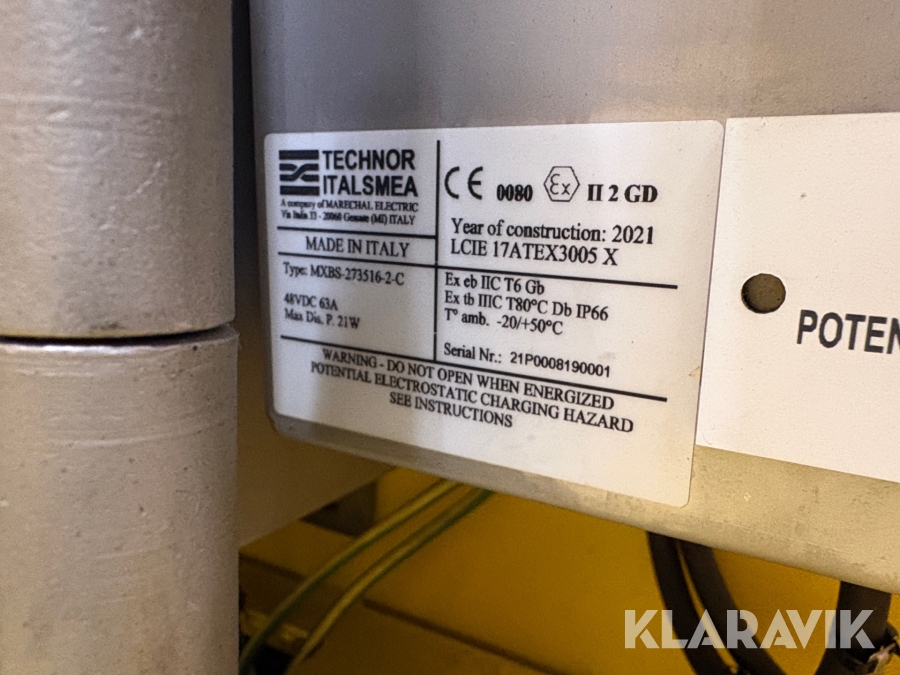 TECHNOR
ITALSMEA
A company of MARECHAL ELECTRIC
Via Italia 33 - 20060 Gessate (MI) ITALY
MADE IN ITALY
Type: MXBS-273516-2-C
48VDC 63A
Max Dis. P. 21W
CE 0080 Ex II 2 GD
Year of construction: 2021
LCIE 17ATEX3005 X
Ex eb IIC T6 Gb
Ex tb IIIC T80°C Db IP66
T° amb. -20/+50°C
Serial Nr.: 21P0008190001
WARNING - DO NOT OPEN WHEN ENERGIZED
POTENTIAL ELECTROSTATIC CHARGING HAZARD
SEE INSTRUCTIONS
POTEN
KLARAVIK